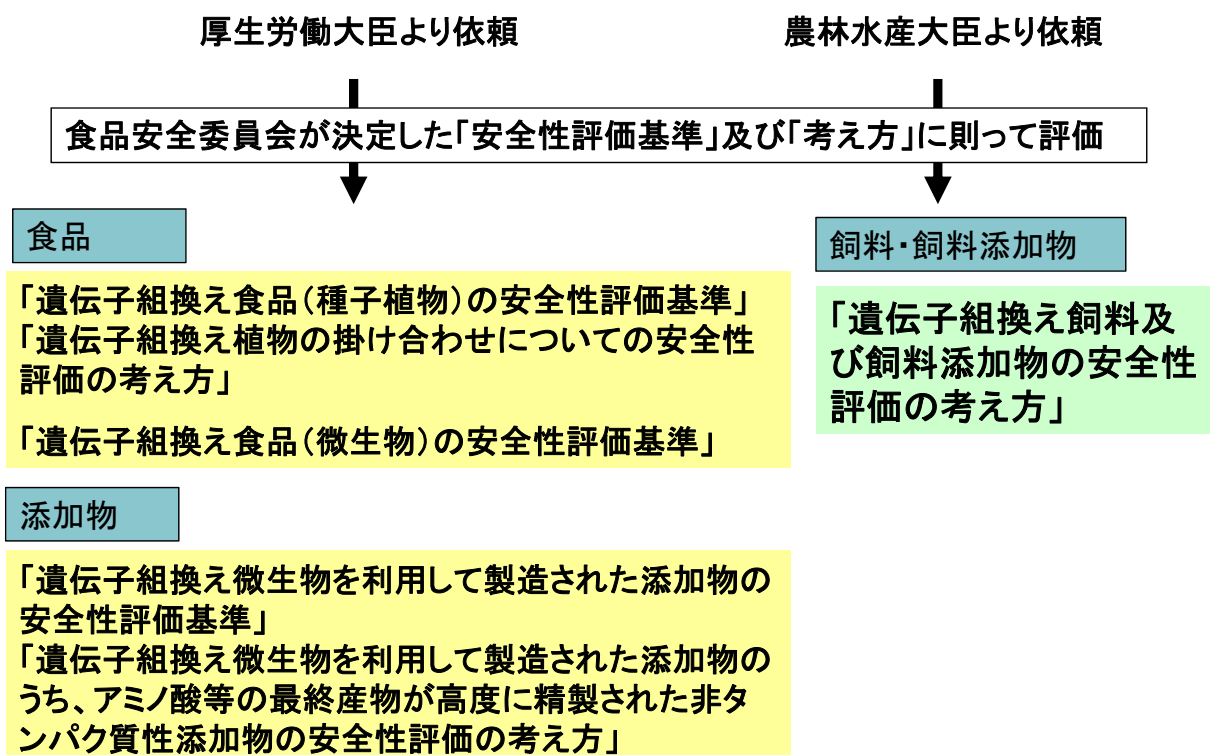 厚生労働大臣より依頼
農林水産大臣より依頼
食品安全委員会が決定した「安全性評価基準」及び「考え方」に則って評価
食品
「遺伝子組換え食品(種子植物)の安全性評価基準」
「遺伝子組換え植物の掛け合わせについての安全性
評価の考え方」
「遺伝子組換え食品(微生物)の安全性評価基準」
添加物
「遺伝子組換え微生物を利用して製造された添加物の
安全性評価基準」
「遺伝子組換え微生物を利用して製造された添加物の
うち、アミノ酸等の最終産物が高度に精製された非タ
ンパク質性添加物の安全性評価の考え方」
飼料・飼料添加物
「遺伝子組換え飼料及
び飼料添加物の安全性
評価の考え方」